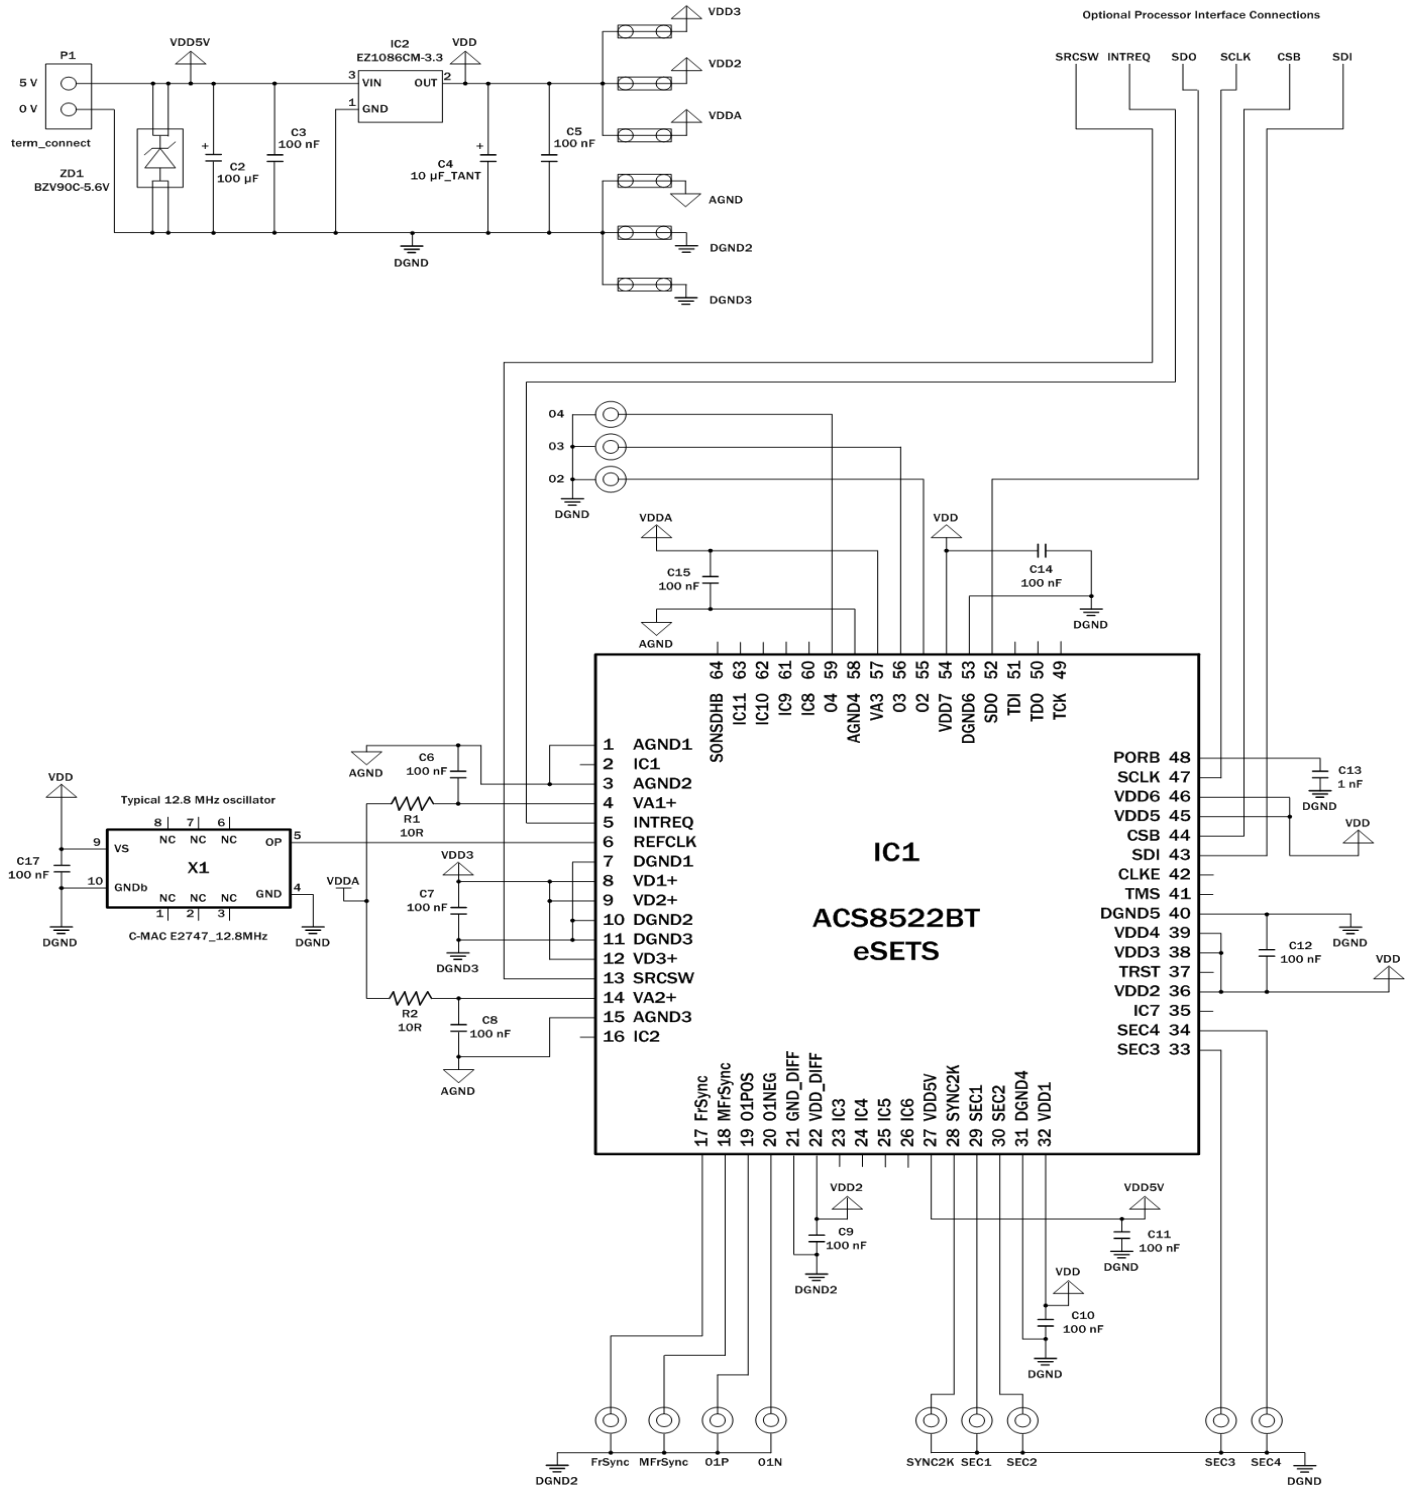 Optional Processor Interface Connections
SRCSW INTREQ SDO SCLK CSB SDI
P1
5 V
0 V
term_connect
VDD5V
ZD1
BZV90C-5.6V
+
C2
100 µF
C3
100 nF
IC2
EZ1086CM-3.3
3 VIN
OUT 2
1 GND
VDD
+
C4
10 µF_TANT
C5
100 nF
DGND
VDD3
VDD2
VDDA
AGND
DGND2
DGND3
O4
O3
O2
DGND
VDDA
C15
100 nF
AGND
VDD
C14
100 nF
DGND
64 SONSDHB
63 IC11
62 IC10
61 IC9
60 IC8
59 O4
58 AGND4
57 VA3
56 O3
55 O2
54 VDD7
53 DGND6
52 SDO
51 TDI
50 TDO
49 TCK
1 AGND1
2 IC1
3 AGND2
4 VA1+
5 INTREQ
6 REFCLK
7 DGND1
8 VD1+
9 VD2+
10 DGND2
11 DGND3
12 VD3+
13 SRCSW
14 VA2+
15 AGND3
16 IC2
IC1
ACS8522BT
eSETS
PORB 48
SCLK 47
VDD6 46
VDD5 45
CSB 44
SDI 43
CLKE 42
TMS 41
DGND5 40
VDD4 39
VDD3 38
TRST 37
VDD2 36
IC7 35
SEC4 34
SEC3 33
17 FrSync
18 MFrSync
19 O1POS
20 O1NEG
21 GND_DIFF
22 VDD_DIFF
23 IC3
24 IC4
25 IC5
26 IC6
27 VDD5V
28 SYNC2K
29 SEC1
30 SEC2
31 DGND4
32 VDD1
AGND
C6
100 nF
R1
10R
VDD
Typical 12.8 MHz oscillator
8 7 6
NC NC NC
9 VS
OP 5
X1
10 GNDb
GND 4
NC NC NC
1 2 3
C-MAC E2747_12.8MHz
C17
100 nF
DGND
DGND
VDDA
VDD3
C7
100 nF
DGND3
R2
10R
C8
100 nF
AGND
C13
1 nF
DGND
VDD
DGND
C12
100 nF
VDD
VDD2
C9
100 nF
DGND2
VDD5V
C11
100 nF
DGND
VDD
C10
100 nF
DGND
DGND2
FrSync MFrSync O1P O1N
SYNC2K SEC1 SEC2
SEC3 SEC4
DGND